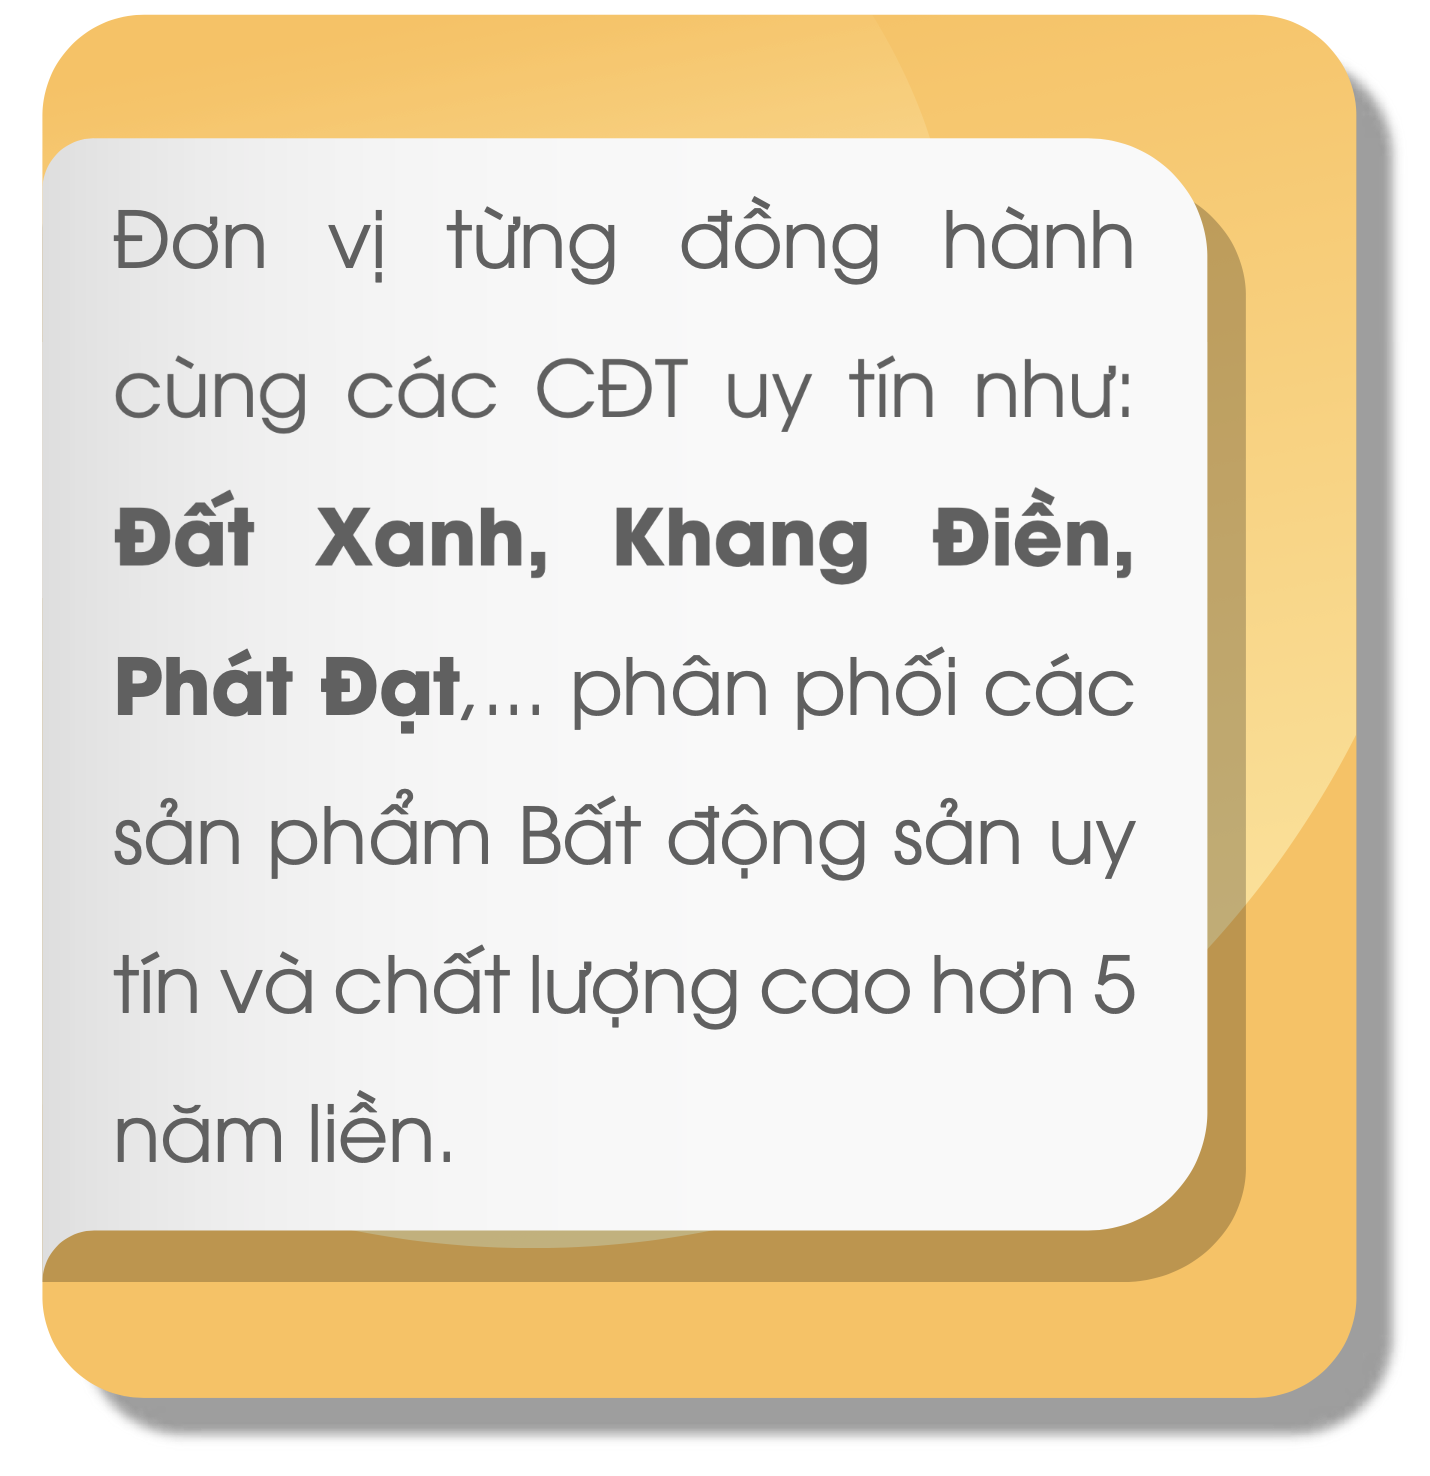 Đơn vị từng đồng hành
cùng các CĐT uy tín như:
Đất Xanh, Khang Điền,
Phát Đạt,... phân phối các
sản phẩm Bất động sản uy
tín và chất lượng cao hơn 5
năm liền.